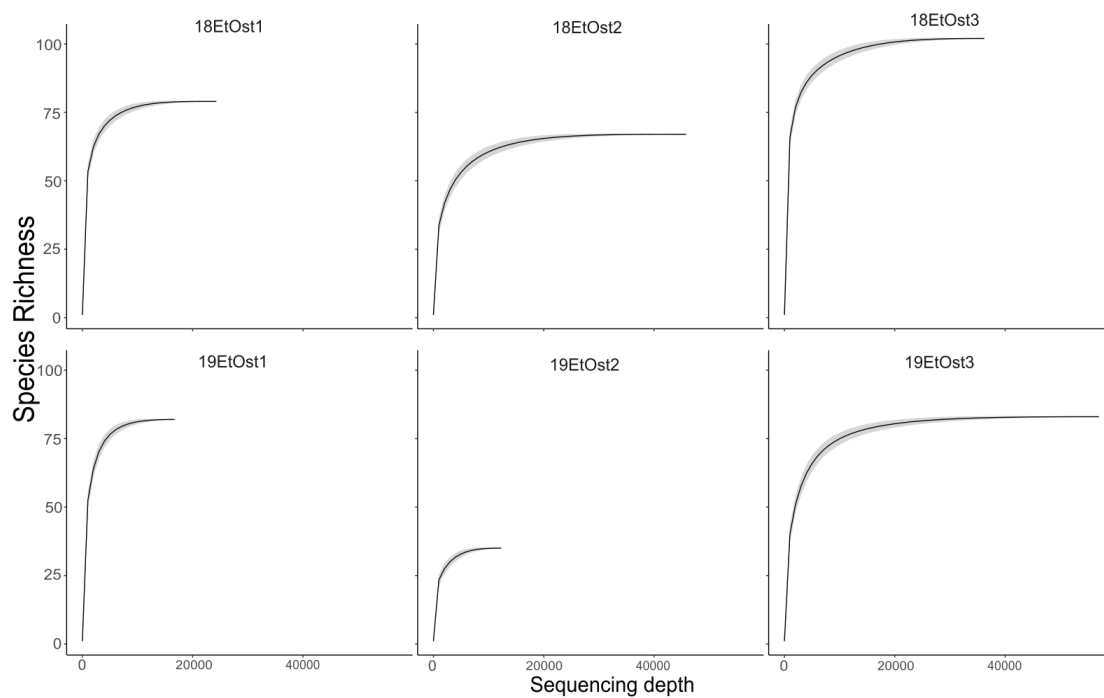 18EtOst1
18EtOst2
18EtOst3
100
75
50
25
0
Species Richness
19EtOst1
19EtOst2
19EtOst3
100
75
50
25
0
0 20000 40000
0 20000 40000
0 20000 40000
Sequencing depth